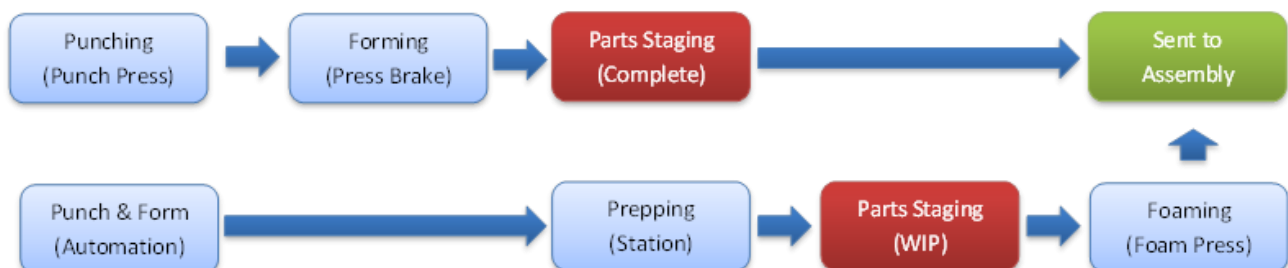 Punching
(Punch Press)
Forming
(Press Brake)
Parts Staging
(Complete)
Sent to
Assembly
Punch & Form
(Automation)
Prepping
(Station)
Parts Staging
(WIP)
Foaming
(Foam Press)